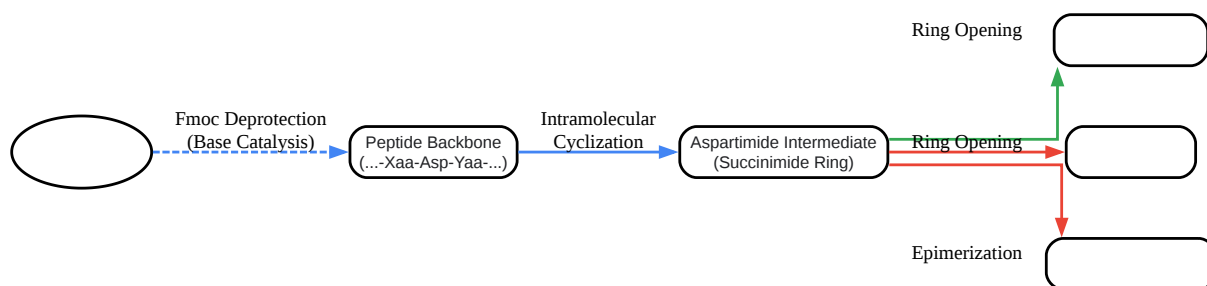 Fmoc Deprotection
(Base Catalysis)
Peptide Backbone
(...-Xaa-Asp-Yaa-...)
Intramolecular
Cyclization
Aspartimide Intermediate
(Succinimide Ring)
Ring Opening
Ring Opening
Epimerization